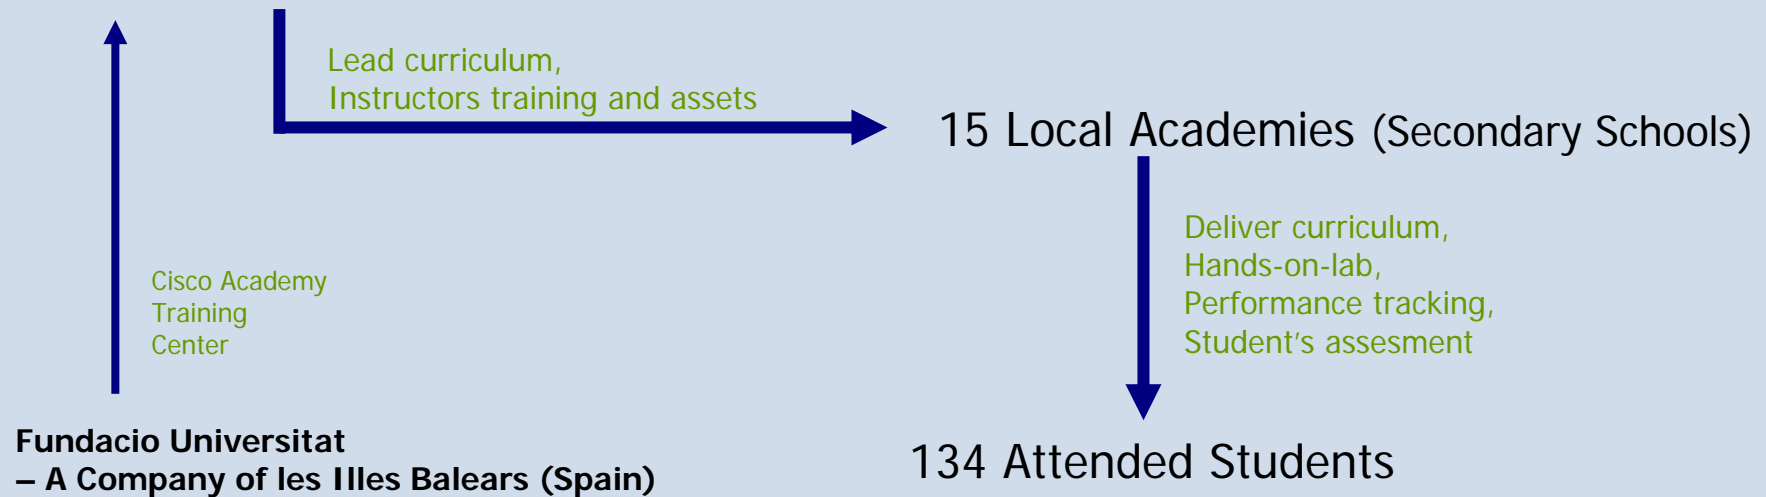 Lead curriculum,
Instructors training and assets
15 Local Academies (Secondary Schools)
Deliver curriculum,
Hands-on-lab,
Performance tracking,
Student's assesment
Cisco Academy
Training
Center
Fundacio Universitat
– A Company of les Illes Balears (Spain)
134 Attended Students